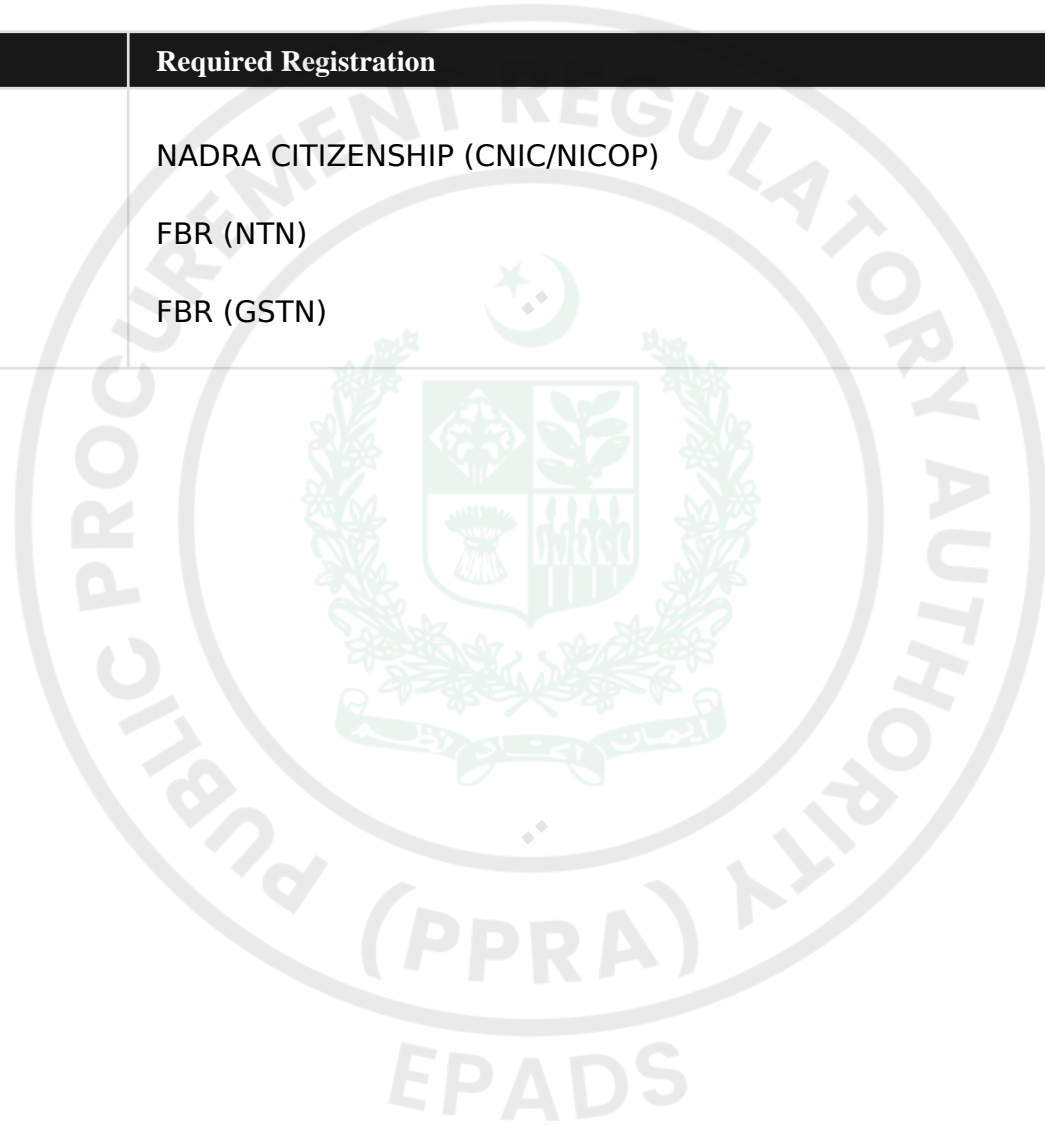 Required Registration
NADRA CITIZENSHIP (CNIC/NICOP)
FBR (NTN)
FBR (GSTN)
PUBLIC PROCUREMENT REGULATORY AUTHORITY
(PPRA)
EPADS